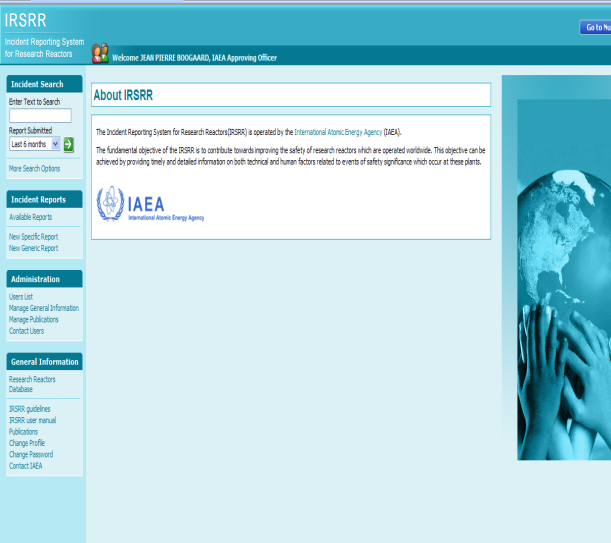 IRSRR
Incident Reporting System
for Research Reactors
Go to Nu
Welcome JEAN PIERRE BOOGAARD, IAEA Approving Officer
Incident Search
Enter Text to Search
Report Submitted
Last 6 months
More Search Options
Incident Reports
Available Reports
New Specific Report
New Generic Report
Administration
Users List
Manage General Information
Manage Publications
Contact Users
General Information
Research Reactors
Database
IRSRR guidelines
IRSRR user manual
Publications
Change Profile
Change Password
Contact IAEA
About IRSRR
The Incident Reporting System for Research Reactors(IRSRR) is operated by the International Atomic Energy Agency (IAEA).
The fundamental objective of the IRSRR is to contribute towards improving the safety of research reactors which are operated worldwide. This objective can be
achieved by providing timely and detailed information on both technical and human factors related to events of safety significance which occur at these plants.
IAEA
International Atomic Energy Agency